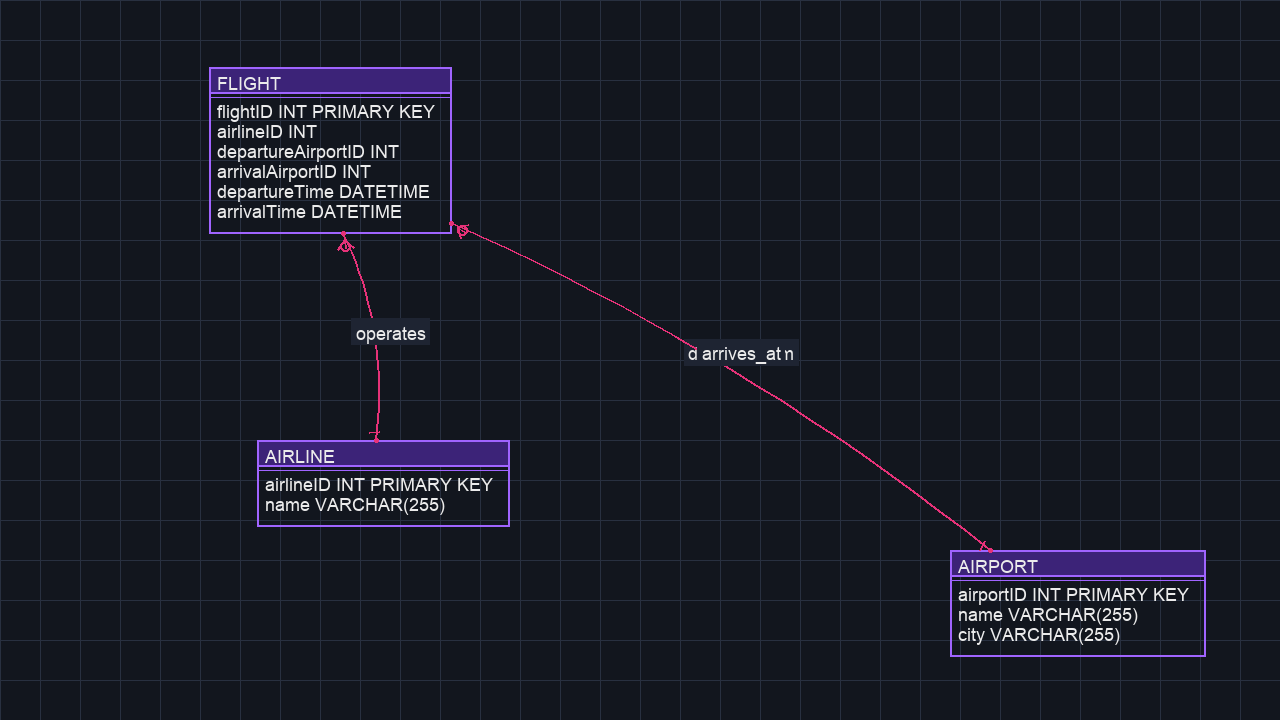 FLIGHT
flightID INT PRIMARY KEY
airlineID INT
departureAirportID INT
arrivalAirportID INT
departureTime DATETIME
arrivalTime DATETIME
operates
arrives_at
AIRLINE
airlineID INT PRIMARY KEY
name VARCHAR(255)
AIRPORT
airportID INT PRIMARY KEY
name VARCHAR(255)
city VARCHAR(255)